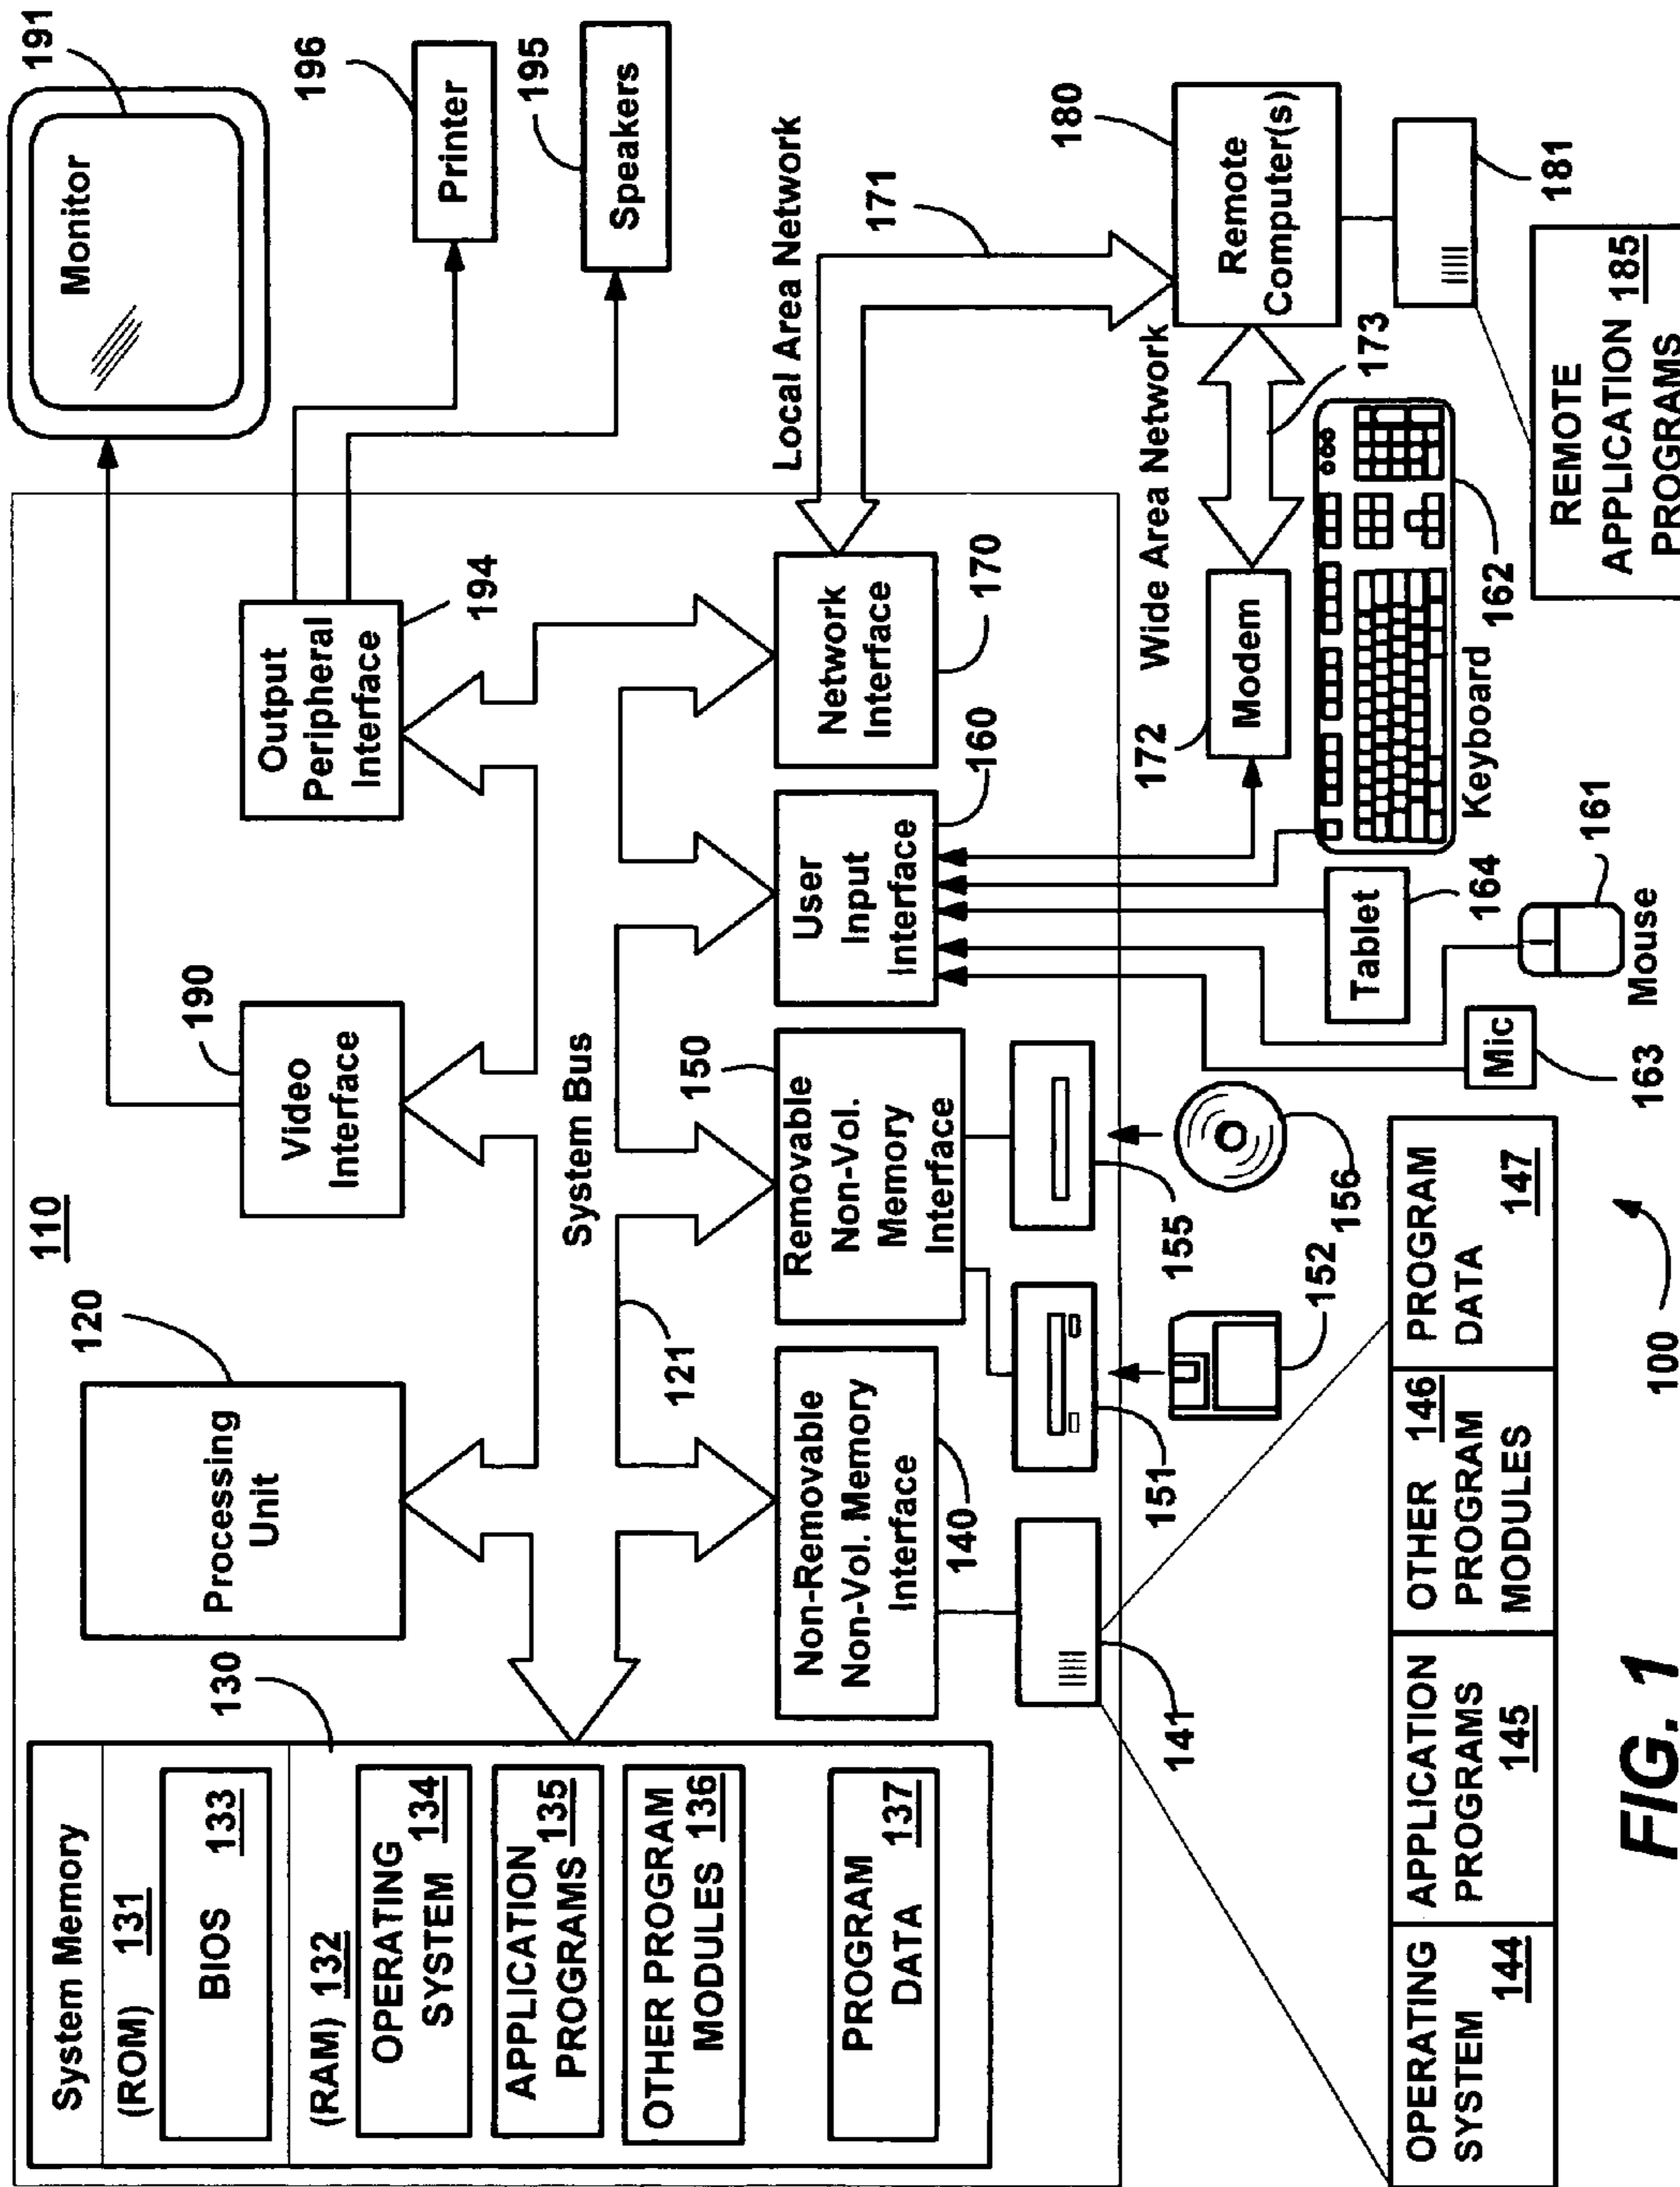 110
System Memory
(ROM) 131
BIOS 133
(RAM) 132
OPERATING
SYSTEM 134
APPLICATION
PROGRAMS 135
OTHER PROGRAM
MODULES 136
PROGRAM
DATA 137
130
Processing
Unit
120
190
Video
Interface
Output
Peripheral
Interface
194
Monitor
191
196
Printer
195
Speakers
System Bus
121
Non-Removable
Non-Vol. Memory
Interface
140
Removable
Non-Vol.
Memory
Interface
150
User
Input
Interface
160
Network
Interface
170
Local Area Network
171
141
151
155
152
156
172
Modem
Wide Area Network
173
Remote
Computer(s)
180
181
REMOTE
APPLICATION 185
PROGRAMS
Keyboard
162
Tablet
164
Mic
163
Mouse
161
OPERATING
SYSTEM
144
APPLICATION
PROGRAMS
145
OTHER 146
PROGRAM
MODULES
PROGRAM
DATA
147
100
FIG. 1